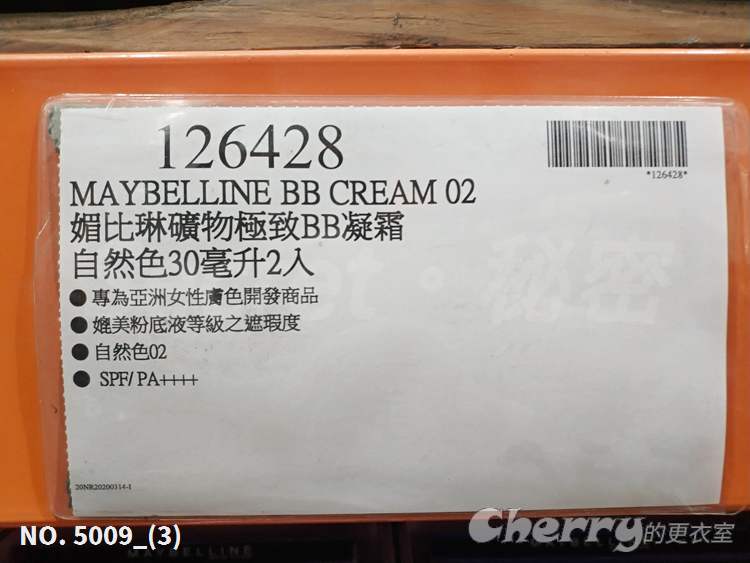 126428
*126428*
MAYBELLINE BB CREAM 02
媚比琳礦物極致BB凝霜
自然色30毫升2入
● 專為亞洲女性膚色開發商品
● 媲美粉底液等級之遮瑕度
● 自然色02
● SPF/ PA++++
20NR20200314-1
NO. 5009_(3)
Cherry的更衣室
MAYBELLINE